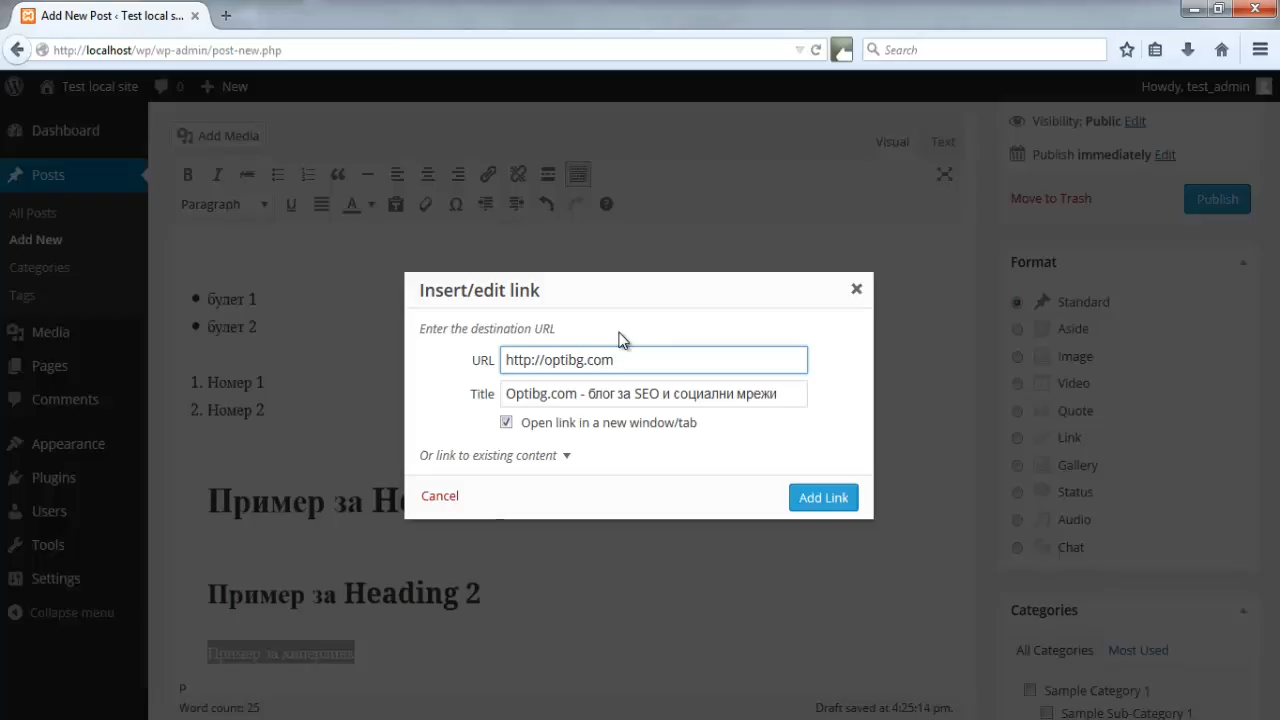 Add New Post ‹ Test local s...
http://localhost/wp/wp-admin/post-new.php
Search
Test local site
0
New
Howdy, test_admin
Dashboard
Posts
All Posts
Add New
Categories
Tags
Media
Pages
Comments
Appearance
Plugins
Users
Tools
Settings
Collapse menu
Add Media
Visual
Text
Paragraph
булет 1
булет 2
1. Номер 1
2. Номер 2
Пример за He
Пример за Heading 2
Пример за хиперлинк
p
Word count: 25
Draft saved at 4:25:14 pm.
Insert/edit link
Enter the destination URL
URL
http://optibg.com
Title
Optibg.com - блог за SEO и социални мрежи
Open link in a new window/tab
Or link to existing content
Cancel
Add Link
Visibility: Public Edit
Publish immediately Edit
Move to Trash
Publish
Format
Standard
Aside
Image
Video
Quote
Link
Gallery
Status
Audio
Chat
Categories
All Categories
Most Used
Sample Category 1
Sample Sub-Category 1